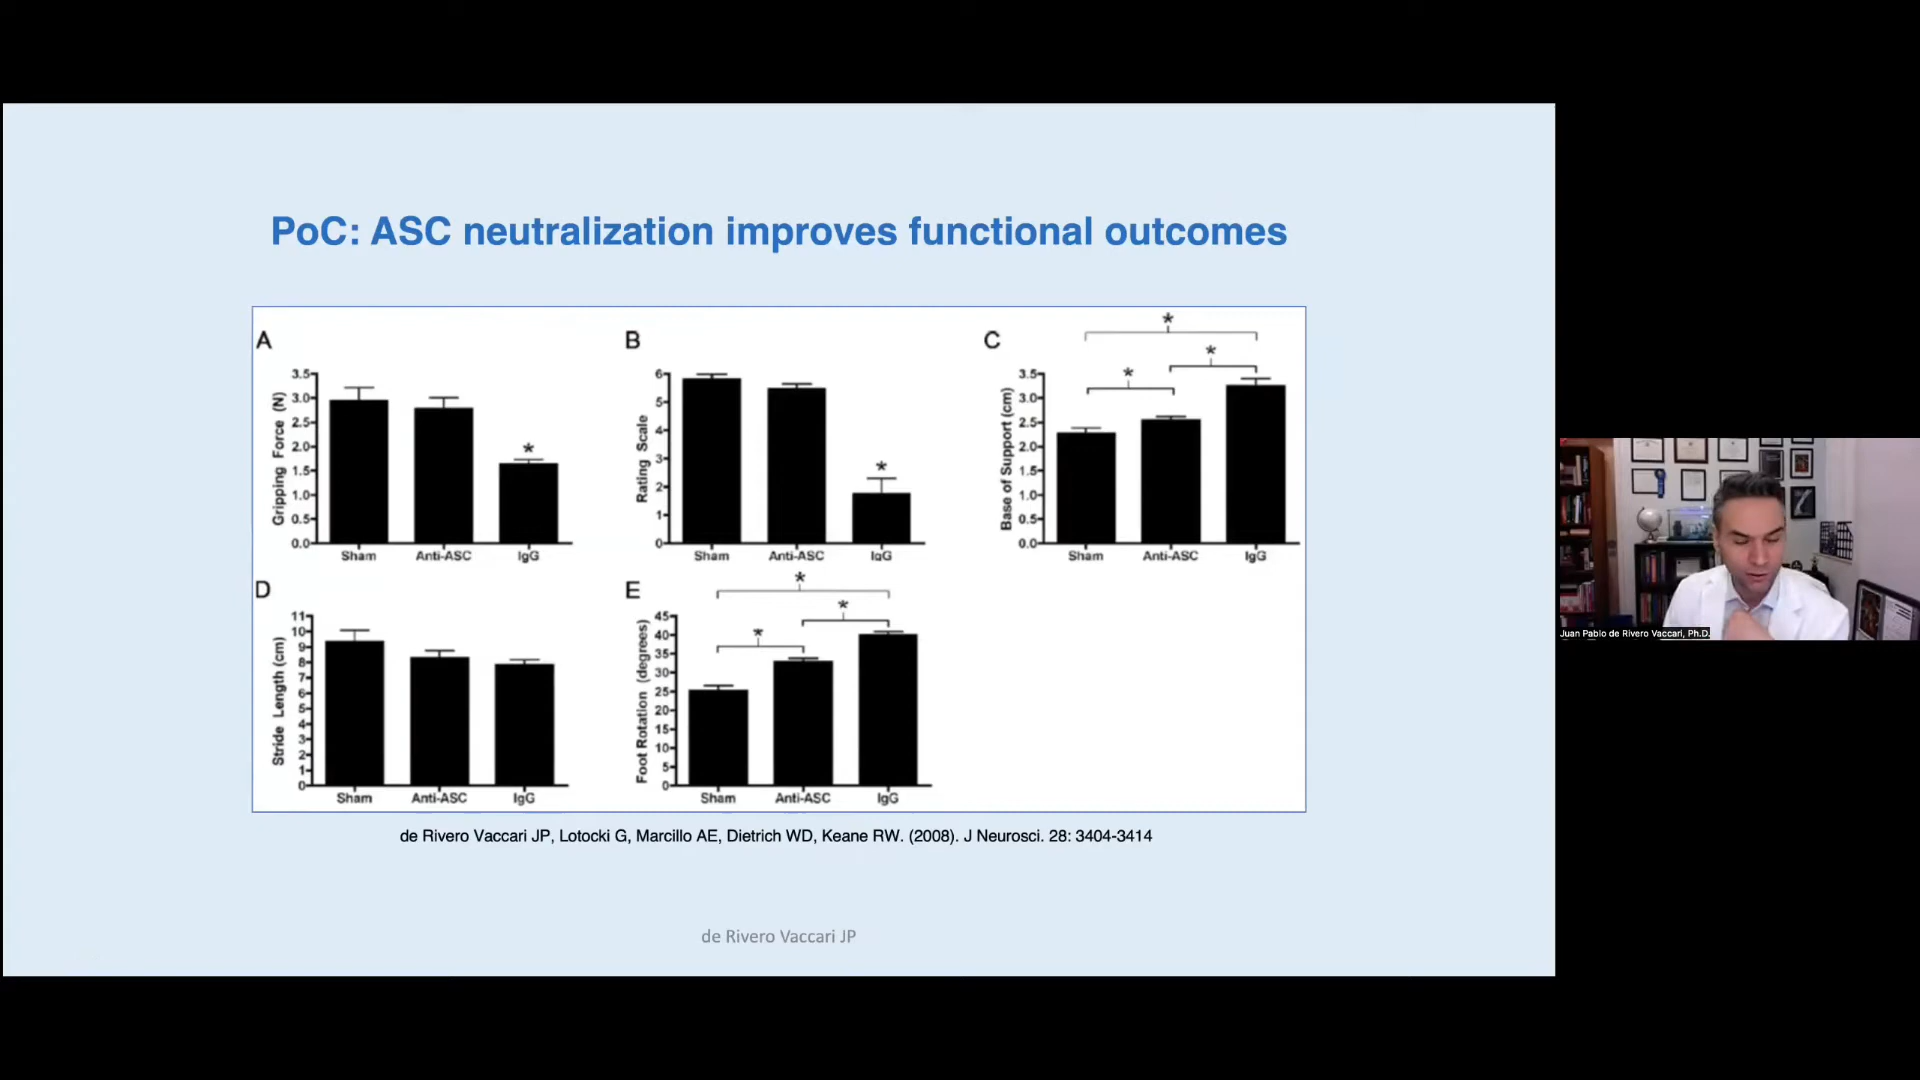 PoC: ASC neutralization improves functional outcomes
A
Gripping Force (N)
3.5
3.0
2.5
2.0
1.5
1.0
0.5
0.0
*
Sham Anti-ASC IgG
B
Rating Scale
6
5
4
3
2
1
0
*
Sham Anti-ASC IgG
C
Base of Support (cm)
3.5
3.0
2.5
2.0
1.5
1.0
0.5
0.0
*
*
*
Sham Anti-ASC IgG
D
Stride Length (cm)
11
10
9
8
7
6
5
4
3
2
1
0
Sham Anti-ASC IgG
E
Foot Rotation (degrees)
45
40
35
30
25
20
15
10
5
0
*
*
*
Sham Anti-ASC IgG
de Rivero Vaccari JP, Lotocki G, Marcillo AE, Dietrich WD, Keane RW. (2008). J Neurosci. 28: 3404-3414
de Rivero Vaccari JP
Juan Pablo de Rivero Vaccari, Ph.D.